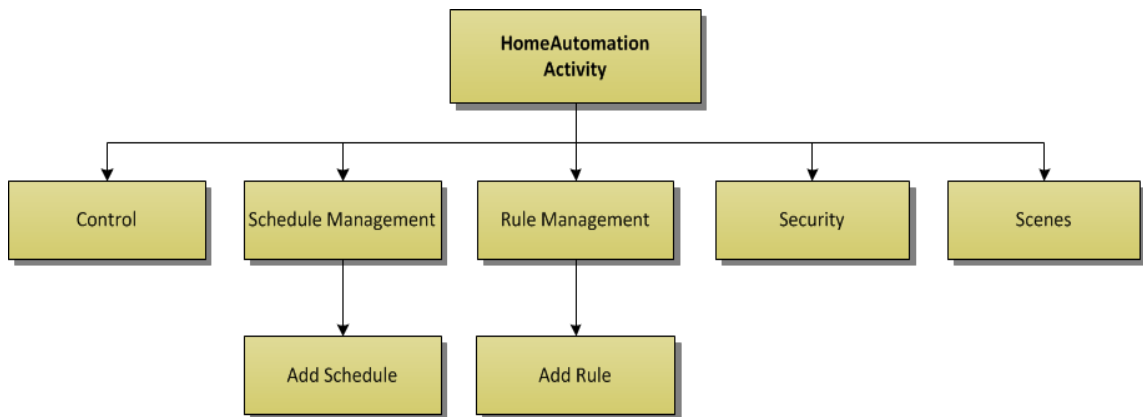 HomeAutomation
Activity
Control
Schedule Management
Rule Management
Security
Scenes
Add Schedule
Add Rule